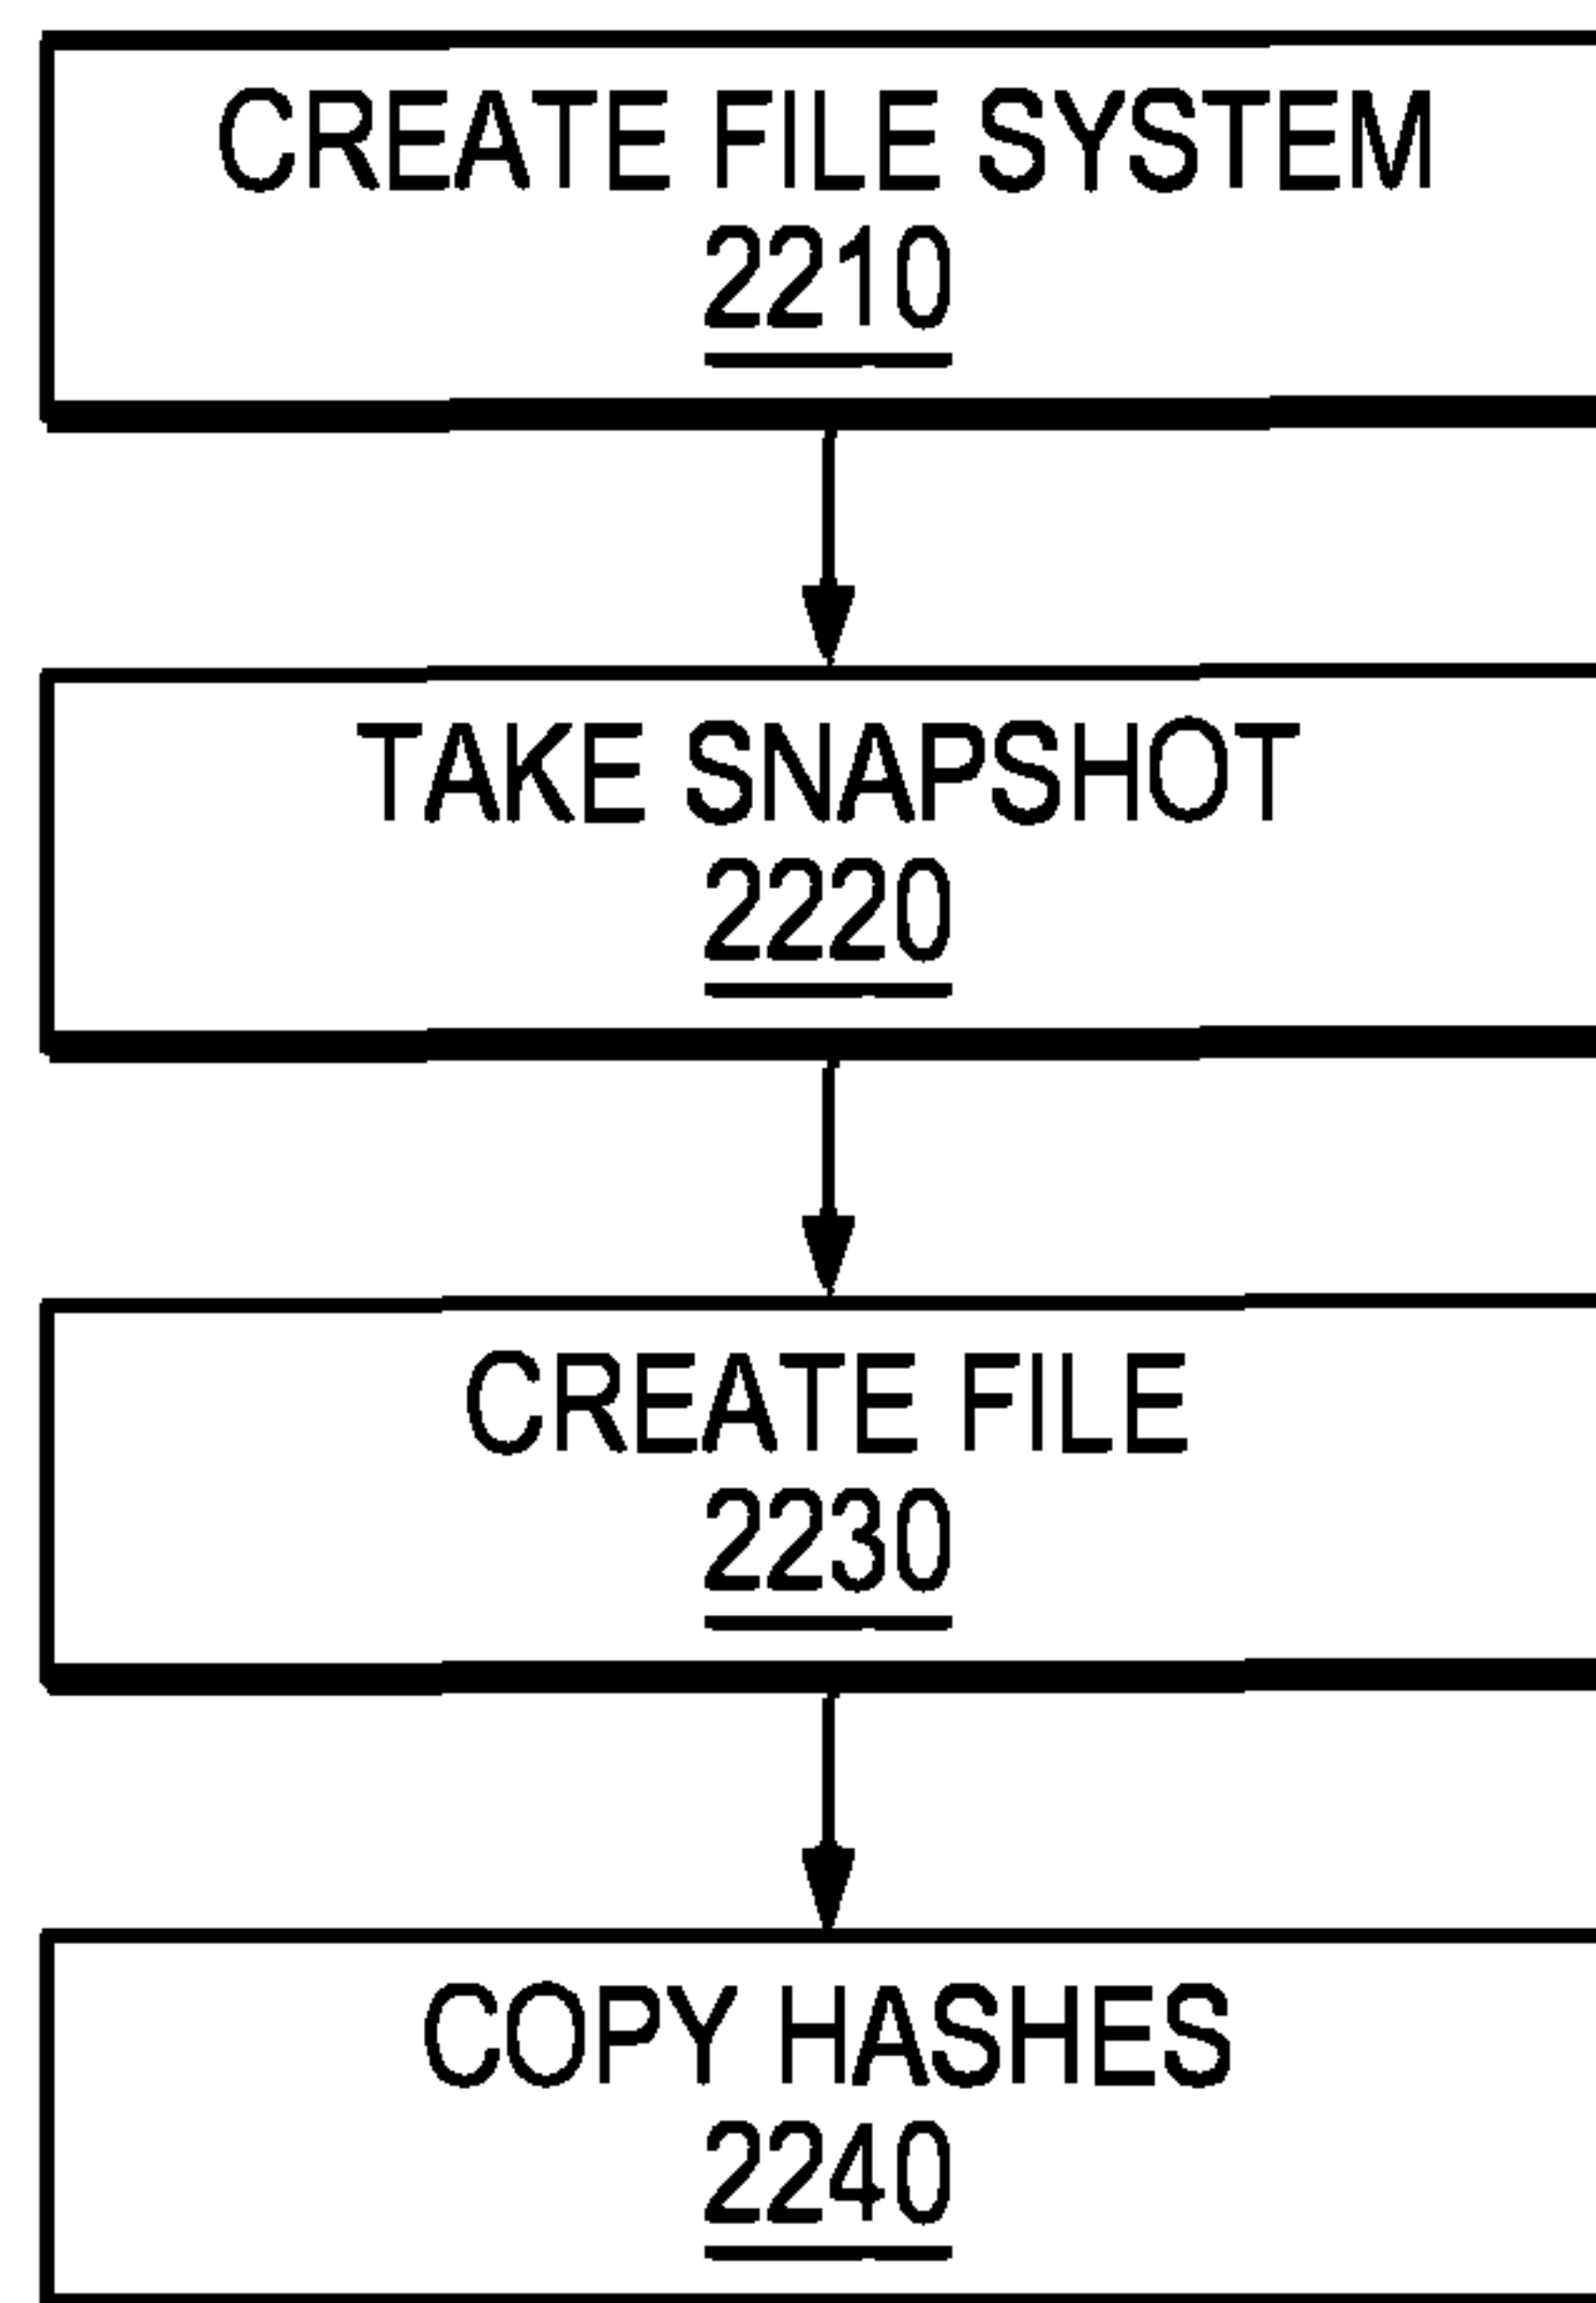 CREATE FILE SYSTEM
2210
TAKE SNAPSHOT
2220
CREATE FILE
2230
COPY HASHES
2240